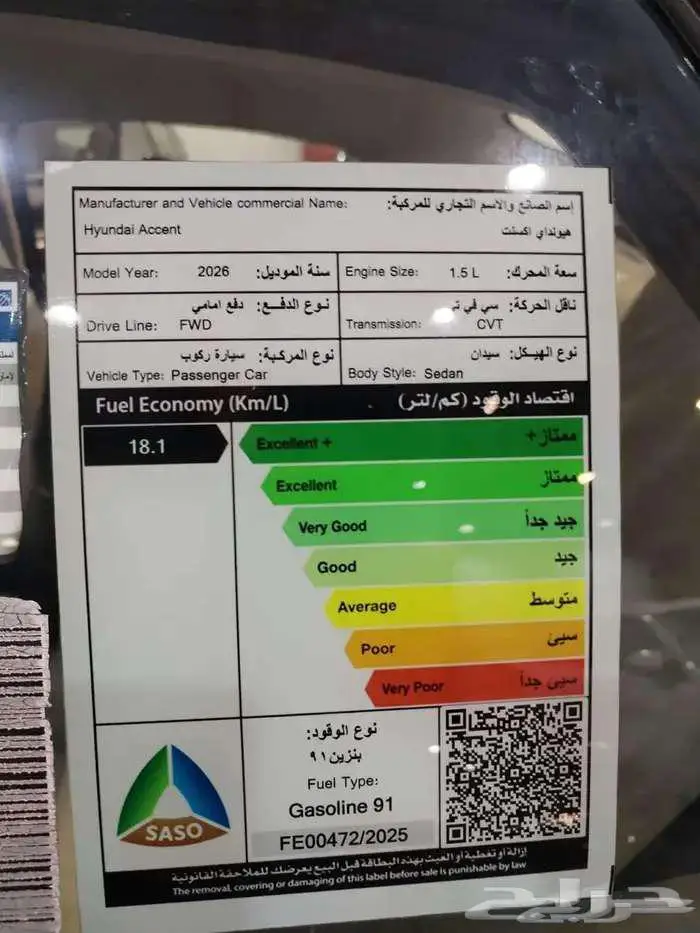 Manufacturer and Vehicle commercial Name: إسم الصانع والاسم التجاري للمركبة:
Hyundai Accent هيونداي اكسنت
Model Year: 2026 سنة الموديل: Engine Size: 1.5 L سعة المحرك:
نوع الدفع: دفع امامي ناقل الحركة: سي في تي
Drive Line: FWD Transmission: CVT
نوع المركبة: سيارة ركوب نوع الهيكل: سيدان
Vehicle Type: Passenger Car Body Style: Sedan
Fuel Economy (Km/L) اقتصاد الوقود (كم/لتر)
18.1 Excellent + ممتاز+
Excellent ممتاز
Very Good جيد جداً
Good جيد
Average متوسط
Poor سيئ
Very Poor سيئ جداً
نوع الوقود:
بنزين ٩١
Fuel Type:
Gasoline 91
FE00472/2025
SASO
إزالة أو تغطية أو العبث بهذه البطاقة قبل البيع يعرضك للملاحقة القانونية
The removal, covering or damaging of this label before sale is punishable by law
حراج